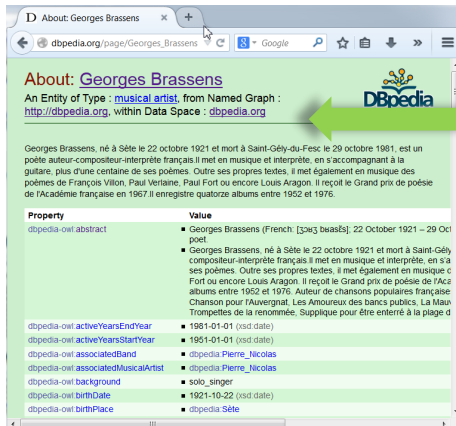 D About: Georges Brassens × +
dbpedia.org/page/Georges_Brassens 8 Google »
About: Georges Brassens
An Entity of Type : musical artist, from Named Graph :
http://dbpedia.org, within Data Space : dbpedia.org
DBpedia
Georges Brassens, né à Sète le 22 octobre 1921 et mort à Saint-Gély-du-Fesc le 29 octobre 1981, est un
poète auteur-compositeur-interprète français.Il met en musique et interprète, en s'accompagnant à la
guitare, plus d'une centaine de ses poèmes. Outre ses propres textes, il met également en musique des
poèmes de François Villon, Paul Verlaine, Paul Fort ou encore Louis Aragon. Il reçoit le Grand prix de poésie
de l'Académie française en 1967.Il enregistre quatorze albums entre 1952 et 1976.
Property Value
dbpedia-owl:abstract ▪ Georges Brassens (French: [ʒɔʁʒ bʁasɛ̃s]; 22 October 1921 – 29 Oct
poet.
▪ Georges Brassens, né à Sète le 22 octobre 1921 et mort à Saint-Gély
compositeur-interprète français.Il met en musique et interprète, en s'a
ses poèmes. Outre ses propres textes, il met également en musique d
Fort ou encore Louis Aragon. Il reçoit le Grand prix de poésie de l'Aca
albums entre 1952 et 1976. Auteur de chansons populaires française
Chanson pour l'Auvergnat, Les Amoureux des bancs publics, La Mau
Trompettes de la renommée, Supplique pour être enterré à la plage d
dbpedia-owl:activeYearsEndYear ▪ 1981-01-01 (xsd:date)
dbpedia-owl:activeYearsStartYear ▪ 1951-01-01 (xsd:date)
dbpedia-owl:associatedBand ▪ dbpedia:Pierre_Nicolas
dbpedia-owl:associatedMusicalArtist ▪ dbpedia:Pierre_Nicolas
dbpedia-owl:background ▪ solo_singer
dbpedia-owl:birthDate ▪ 1921-10-22 (xsd:date)
dbpedia-owl:birthPlace ▪ dbpedia:Sète